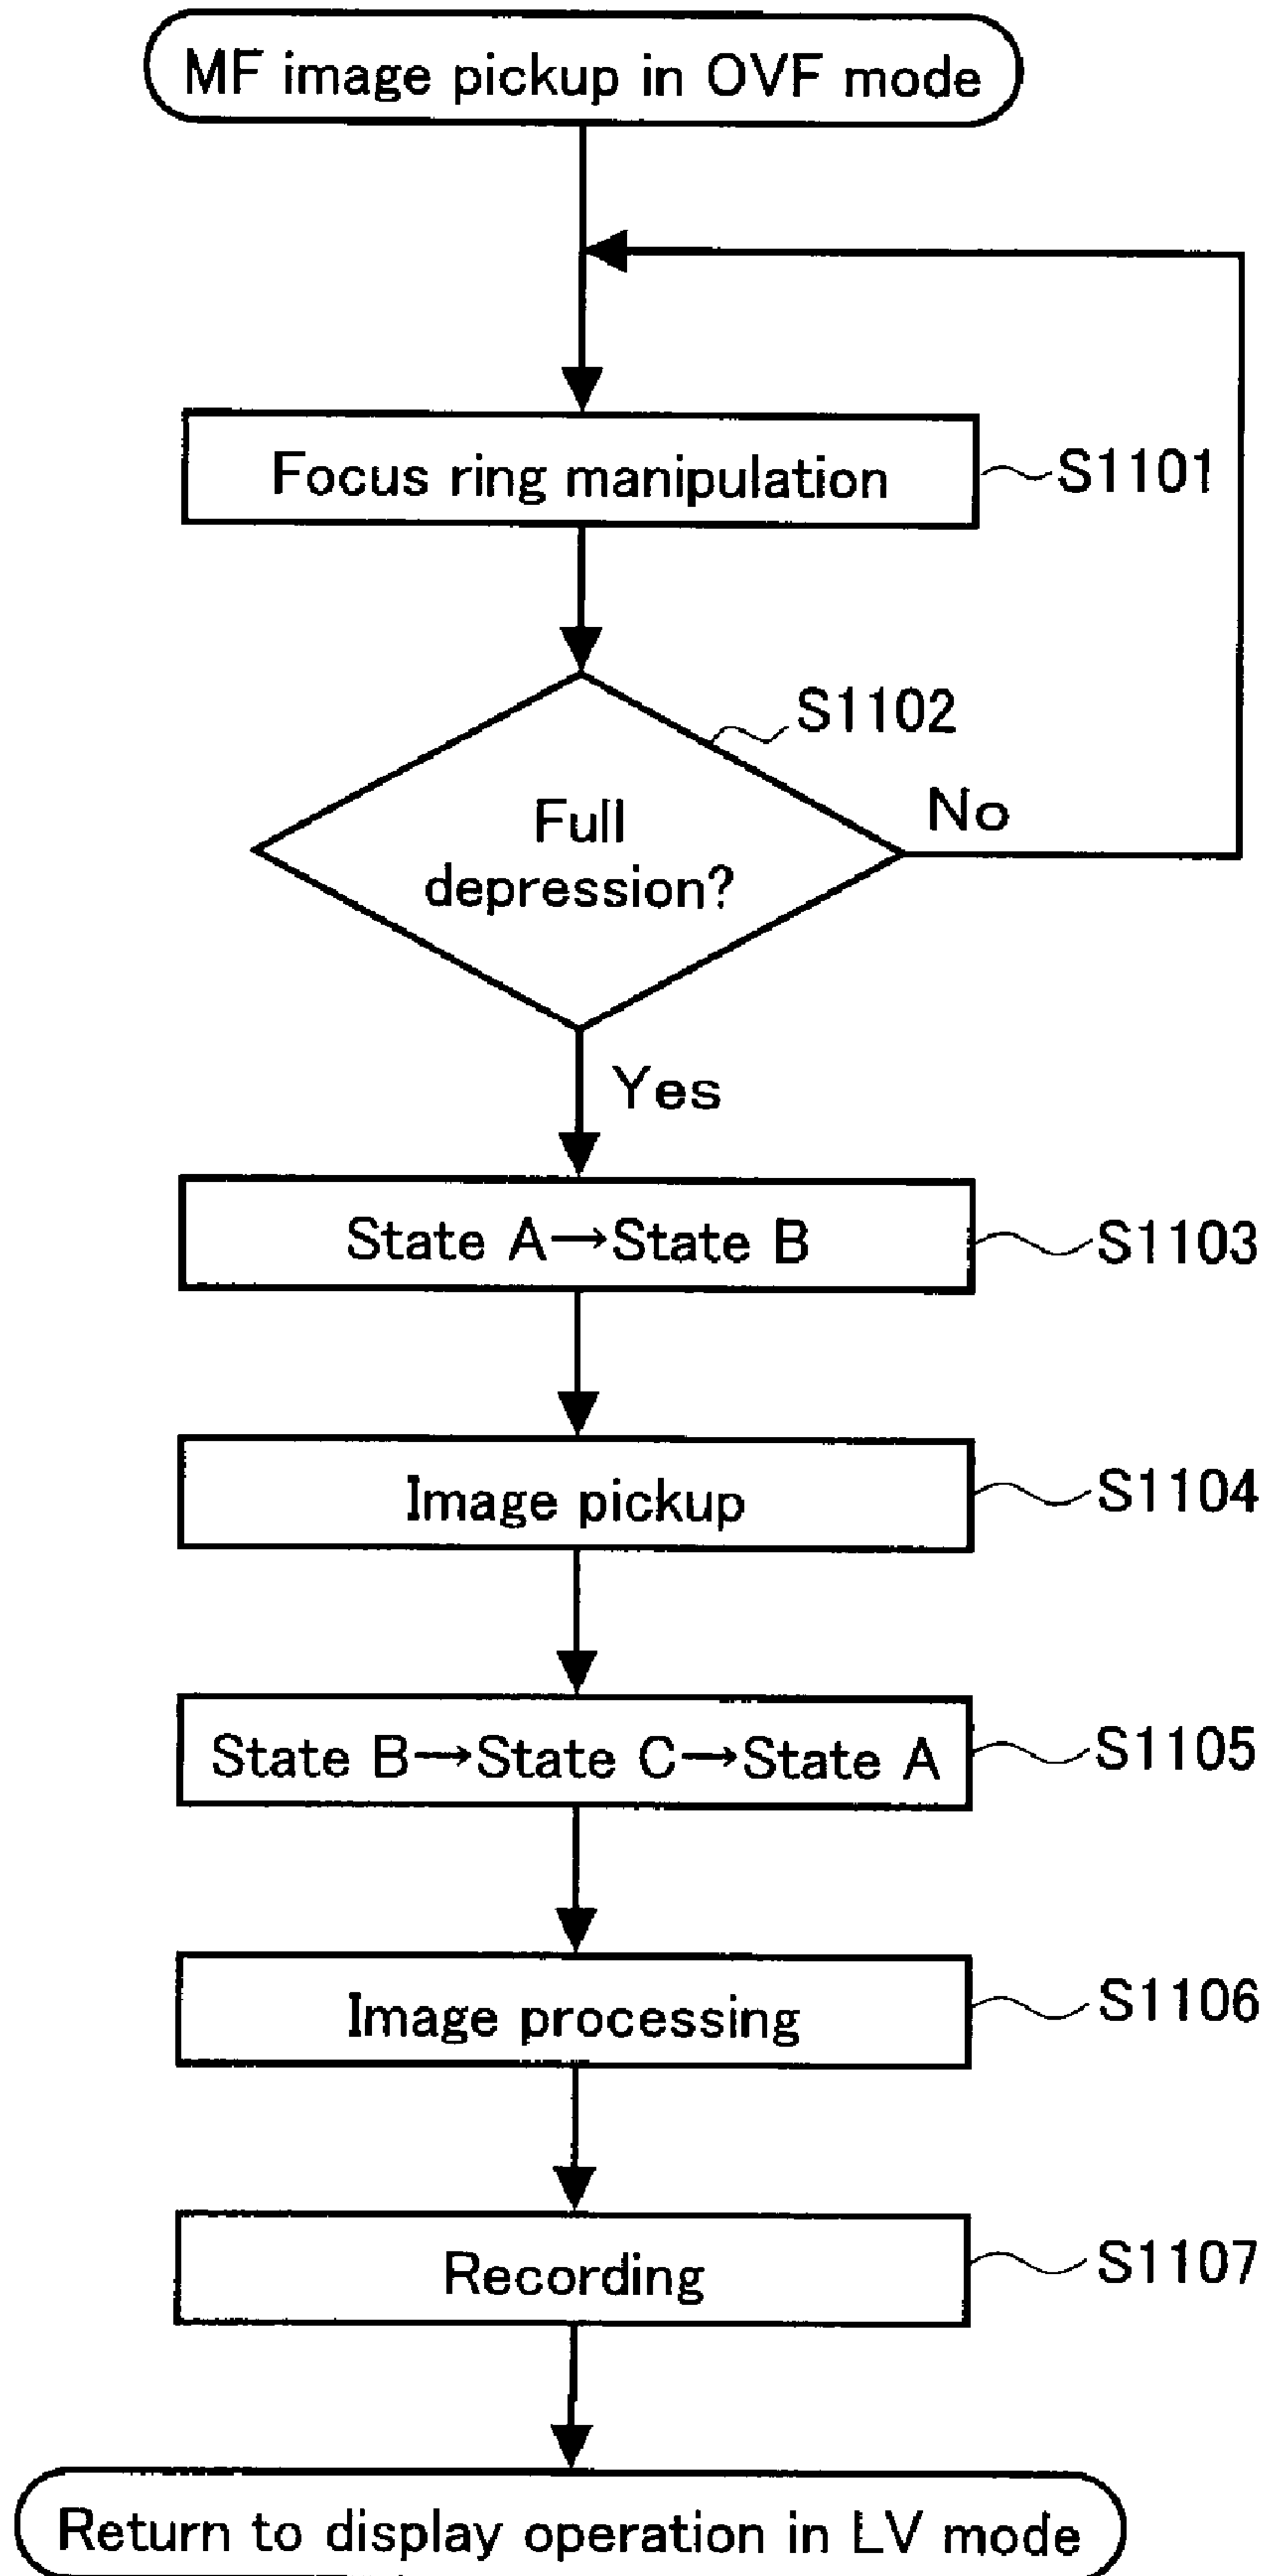 MF image pickup in OVF mode
Focus ring manipulation
S1101
S1102
Full
depression?
No
Yes
State A→State B
S1103
Image pickup
S1104
State B→State C→State A
S1105
Image processing
S1106
Recording
S1107
Return to display operation in LV mode